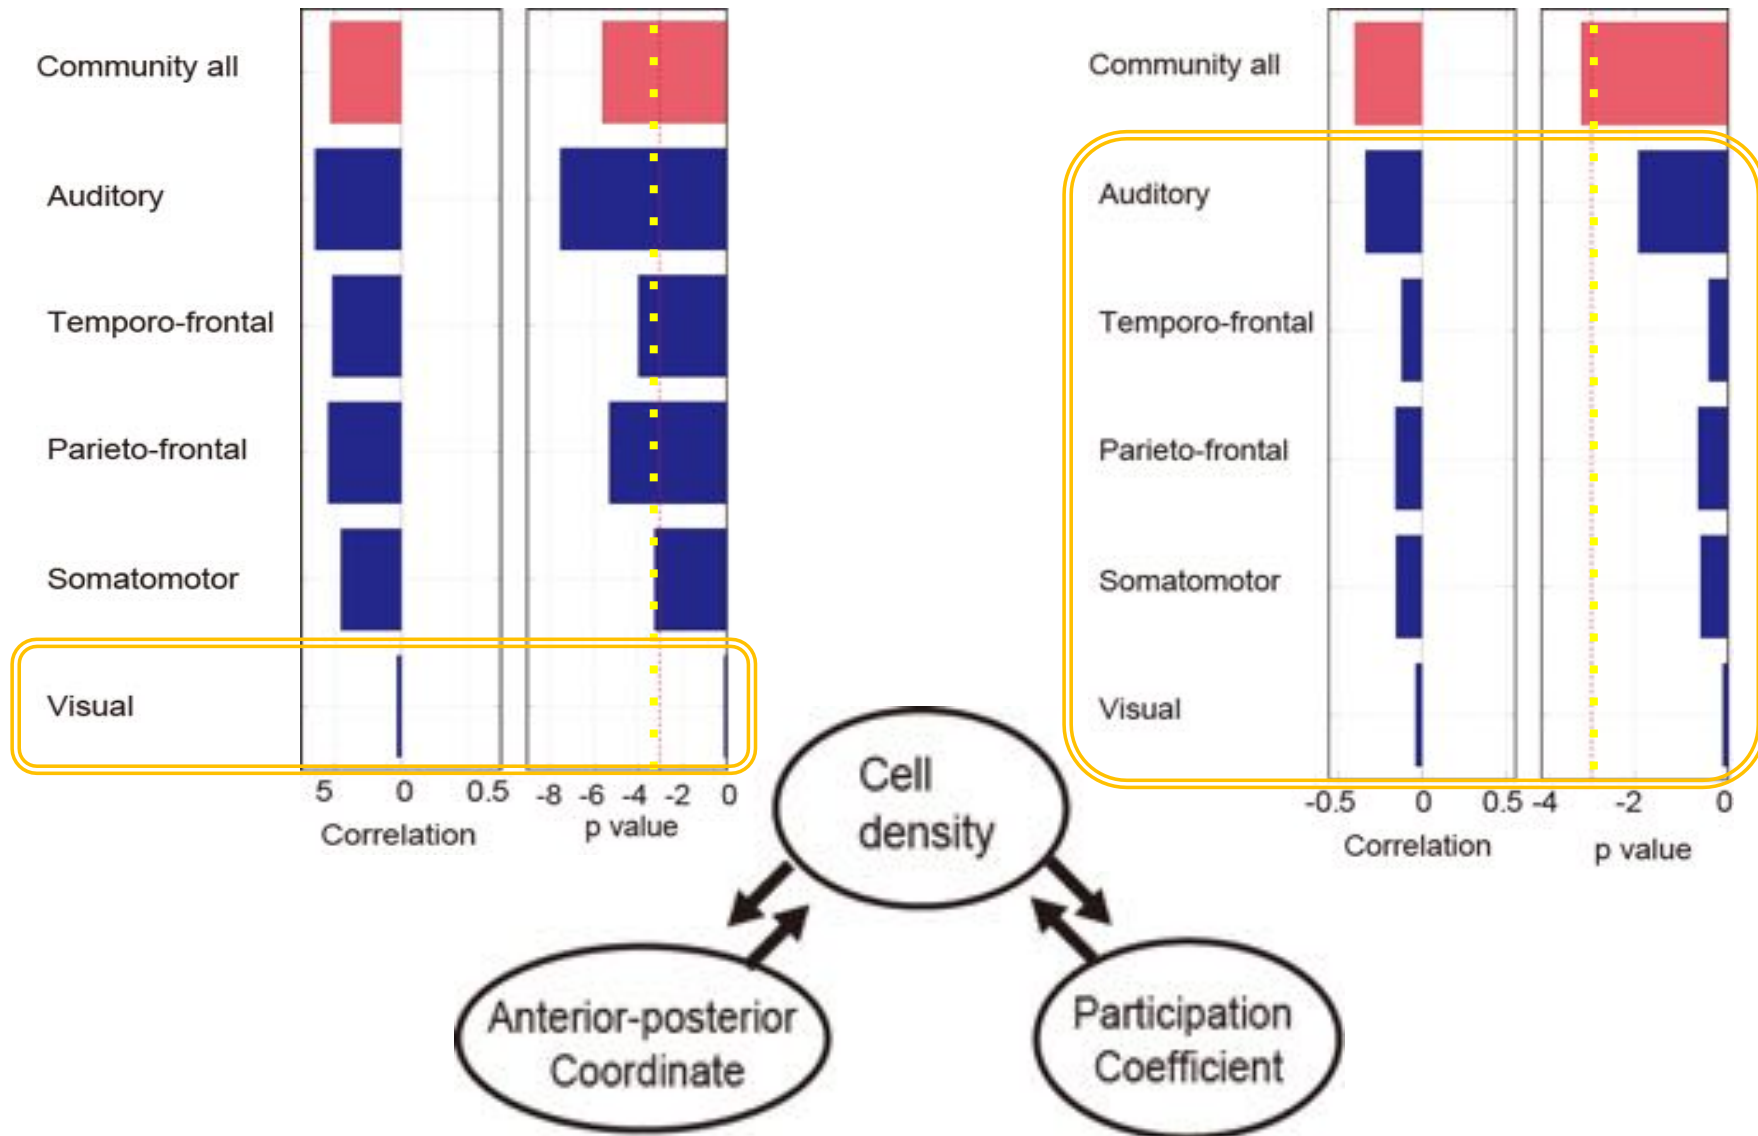 Community all
Auditory
Temporo-frontal
Parieto-frontal
Somatomotor
Visual
5 0 0.5
Correlation
-8 -6 -4 -2 0
p value
Community all
Auditory
Temporo-frontal
Parieto-frontal
Somatomotor
Visual
-0.5 0 0.5
Correlation
-4 -2 0
p value
Cell
density
Anterior-posterior
Coordinate
Participation
Coefficient